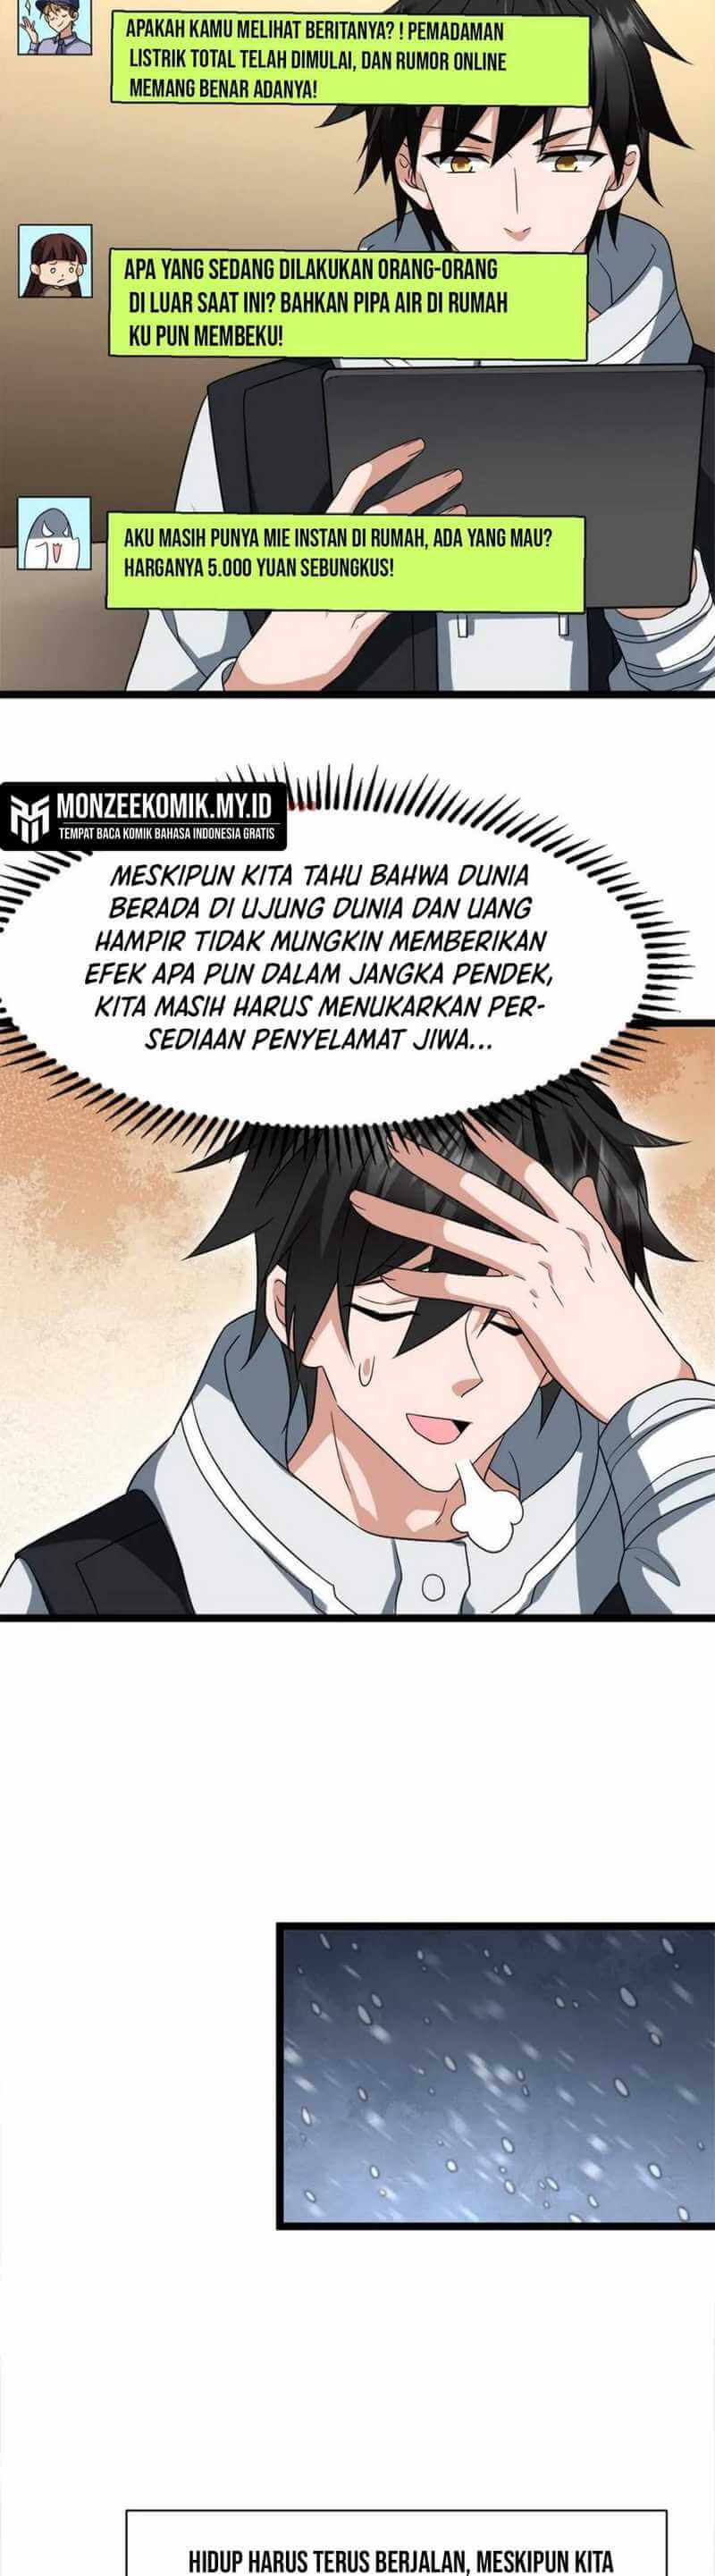 APAKAH KAMU MELIHAT BERITANYA? ! PEMADAMAN
LISTRIK TOTAL TELAH DIMULAI, DAN RUMOR ONLINE
MEMANG BENAR ADANYA!
APA YANG SEDANG DILAKUKAN ORANG-ORANG
DI LUAR SAAT INI? BAHKAN PIPA AIR DI RUMAH
KU PUN MEMBEKU!
AKU MASIH PUNYA MIE INSTAN DI RUMAH, ADA YANG MAU?
HARGANYA 5.000 YUAN SEBUNGKUS!
MONZEEKOMIK.MY.ID
TEMPAT BACA KOMIK BAHASA INDONESIA GRATIS
MESKIPUN KITA TAHU BAHWA DUNIA
BERADA DI UJUNG DUNIA DAN UANG
HAMPIR TIDAK MUNGKIN MEMBERIKAN
EFEK APA PUN DALAM JANGKA PENDEK,
KITA MASIH HARUS MENUKARKAN PER-
SEDIAAN PENYELAMAT JIWA...
HIDUP HARUS TERUS BERJALAN, MESKIPUN KITA